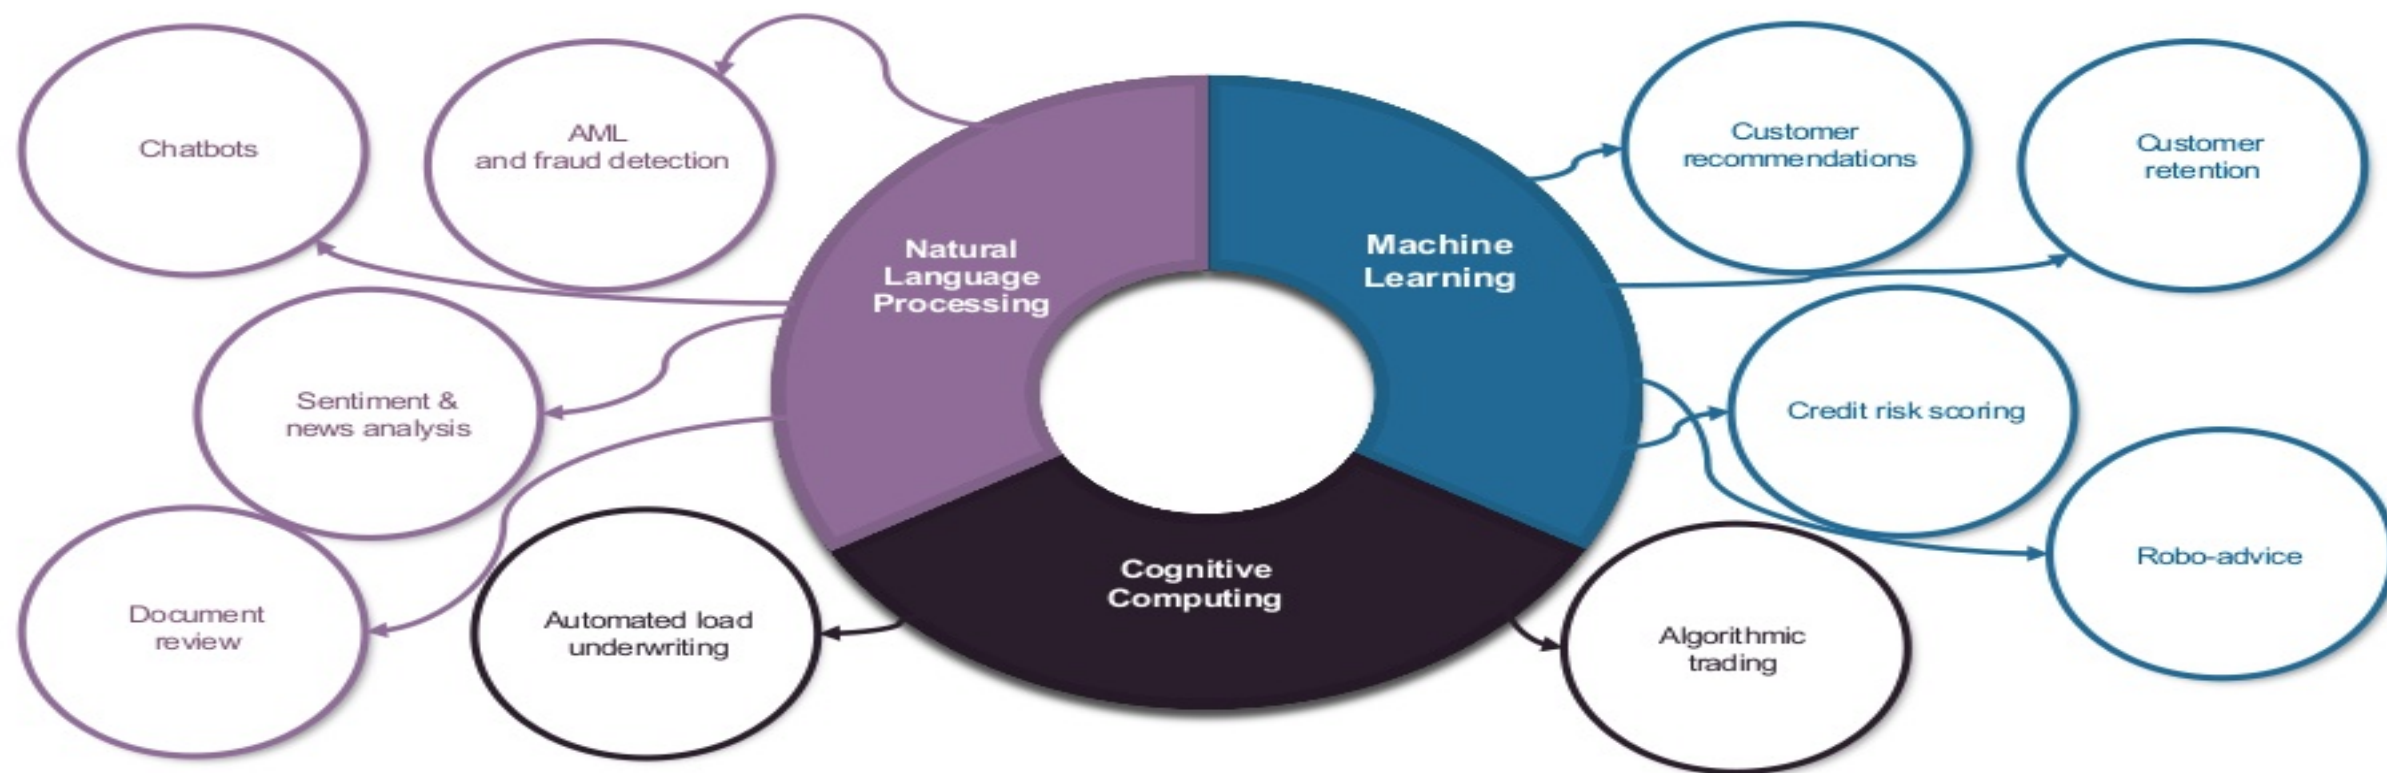 Chatbots
AML
and fraud detection
Customer
recommendations
Customer
retention
Natural
Language
Processing
Machine
Learning
Sentiment &
news analysis
Credit risk scoring
Document
review
Automated load
underwriting
Cognitive
Computing
Algorithmic
trading
Robo-advice